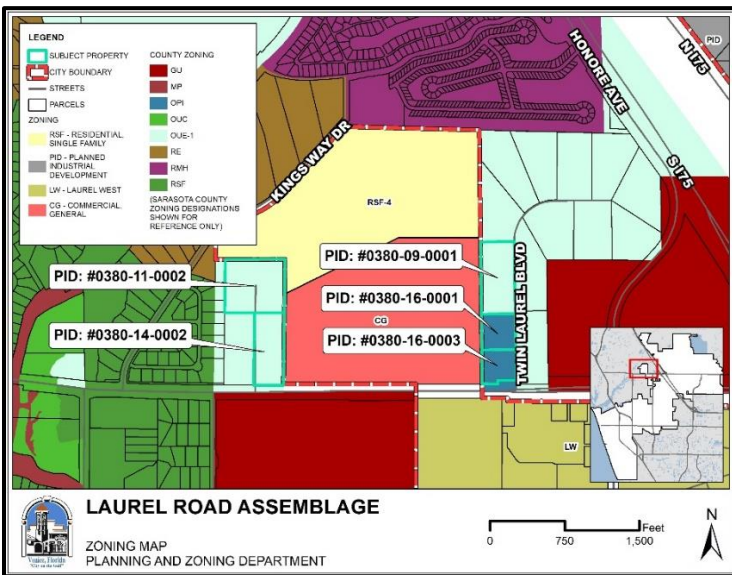 LEGEND
SUBJECT PROPERTY
CITY BOUNDARY
STREETS
PARCELS
ZONING
RSF - RESIDENTIAL,
SINGLE FAMILY
PID - PLANNED
INDUSTRIAL
DEVELOPMENT
LW - LAUREL WEST
CG - COMMERCIAL,
GENERAL
COUNTY ZONING
GU
MP
OPI
OUC
OUE-1
RE
RMH
RSF
(SARASOTA COUNTY
ZONING DESIGNATIONS
SHOWN FOR
REFERENCE ONLY)
PID
N I75
HONORE AVE
S I75
KINGS WAY DR
RSF-4
PID: #0380-09-0001
PID: #0380-11-0002
PID: #0380-16-0001
CG
PID: #0380-14-0002
PID: #0380-16-0003
TWIN LAUREL BLVD
LW
LAUREL ROAD ASSEMBLAGE
ZONING MAP
PLANNING AND ZONING DEPARTMENT
Venice, Florida
Feet
0 750 1,500
N